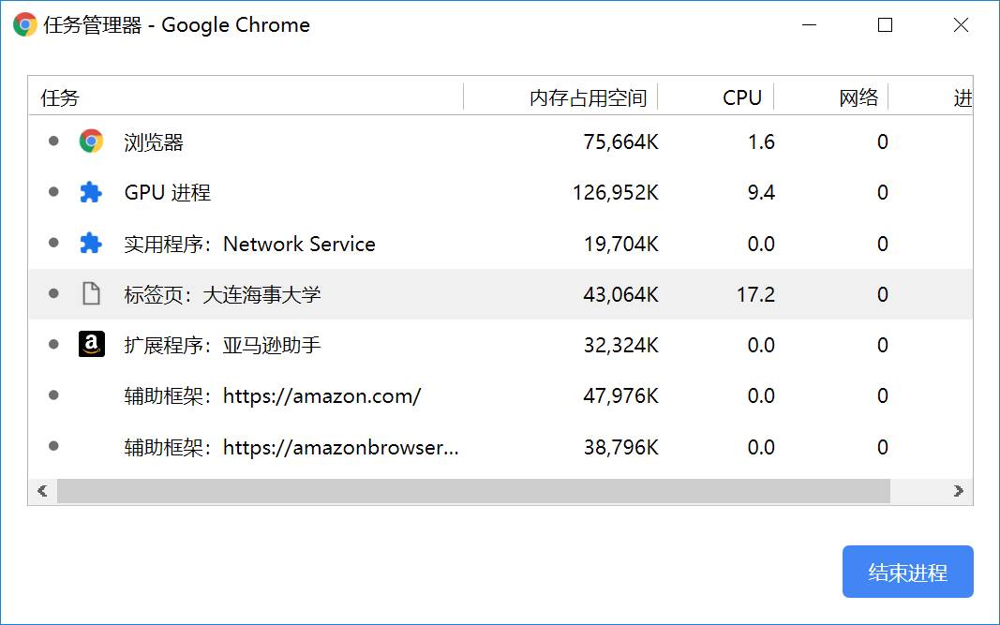 任务管理器 - Google Chrome
任务 内存占用空间 CPU 网络 进
浏览器 75,664K 1.6 0
GPU 进程 126,952K 9.4 0
实用程序：Network Service 19,704K 0.0 0
标签页：大连海事大学 43,064K 17.2 0
a 扩展程序：亚马逊助手 32,324K 0.0 0
辅助框架：https://amazon.com/ 47,976K 0.0 0
辅助框架：https://amazonbrowser... 38,796K 0.0 0
结束进程